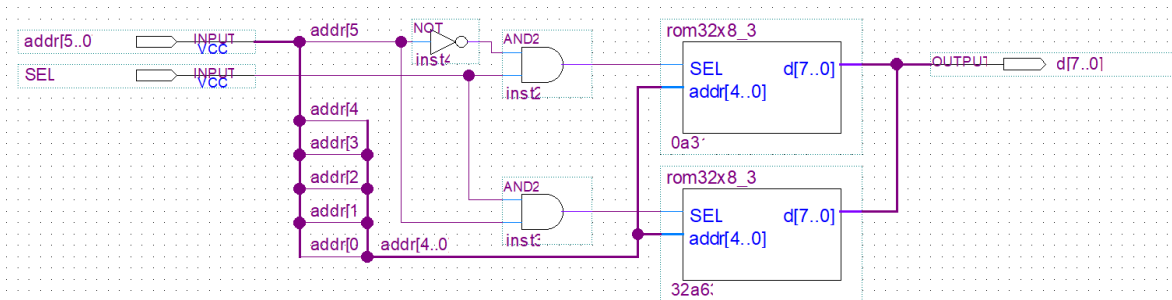 addr[5..0
INPUT
VCC
SEL
INPUT
VCC
addr[5
NOT
inst4
AND2
inst2
rom32x8_3
SEL
d[7..0]
addr[4..0]
0a31
OUTPUT
d[7..0]
addr[4
addr[3
addr[2
addr[1
addr[0
addr[4..0
AND2
inst3
rom32x8_3
SEL
d[7..0]
addr[4..0]